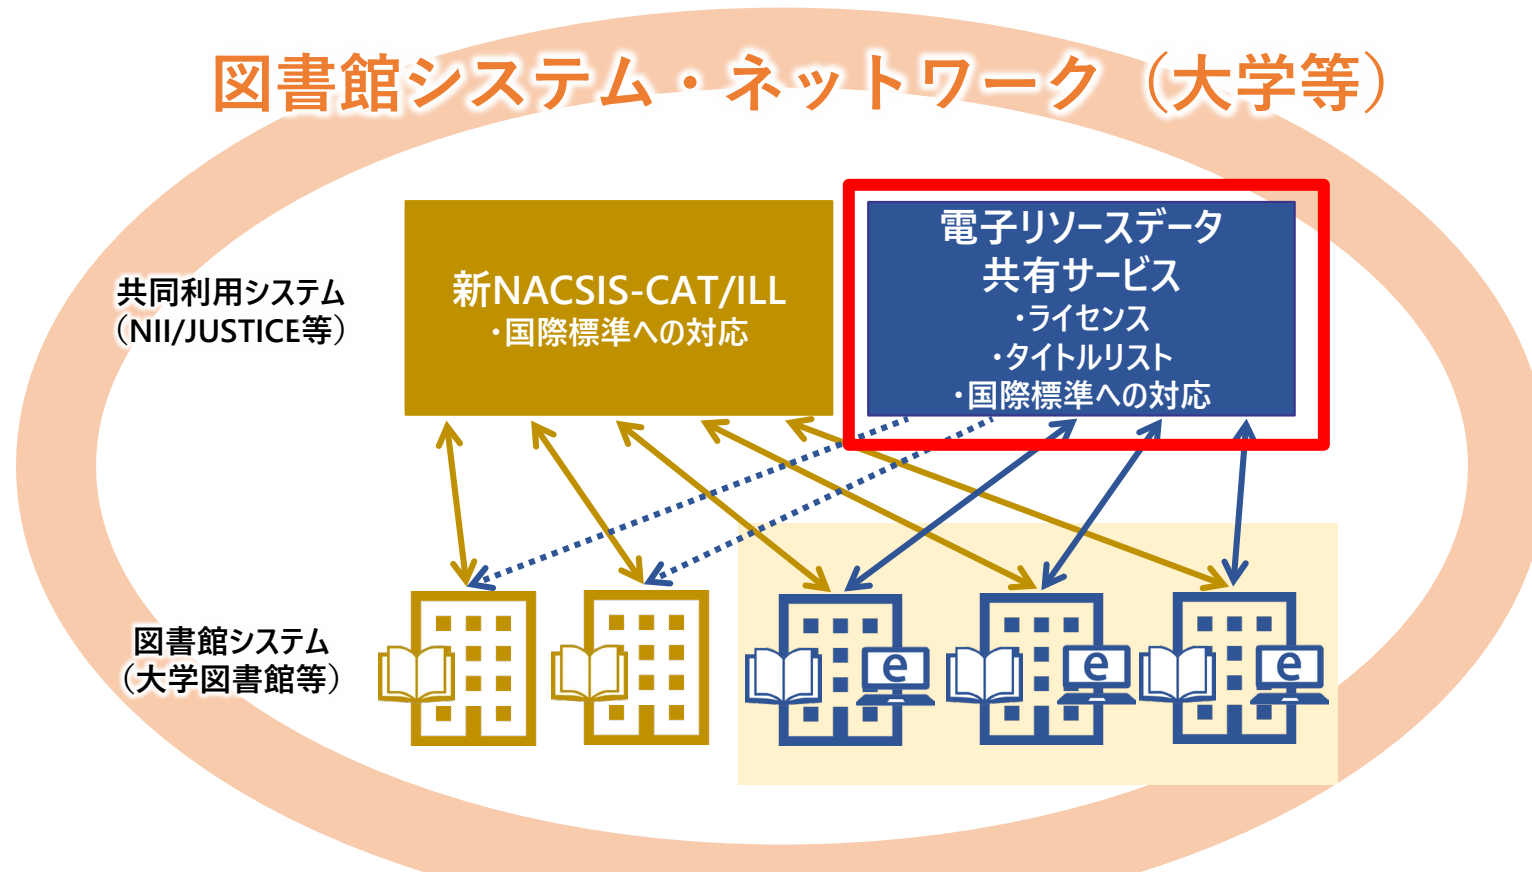 図書館システム・ネットワーク（大学等）
共同利用システム
（NII/JUSTICE等）
新NACSIS-CAT/ILL
・国際標準への対応
電子リソースデータ
共有サービス
・ライセンス
・タイトルリスト
・国際標準への対応
図書館システム
（大学図書館等）
e
e
e